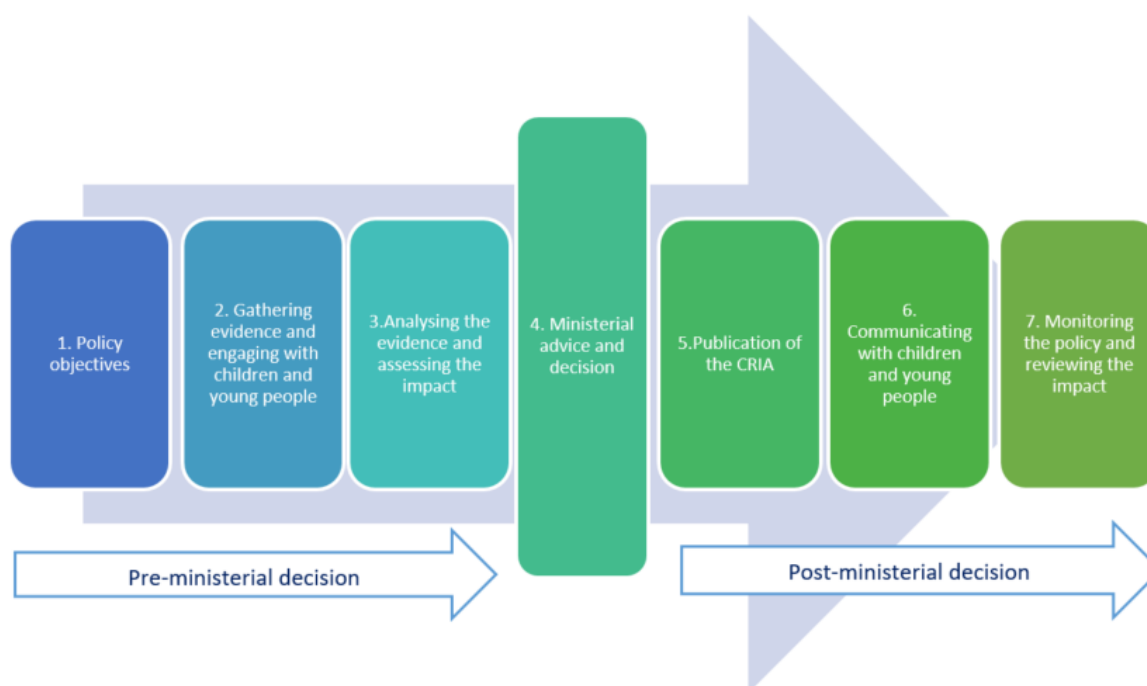 1. Policy
objectives
2. Gathering
evidence and
engaging with
children and
young people
3.Analysing the
evidence and
assessing the
impact
4. Ministerial
advice and
decision
5.Publication of
the CRIA
6.
Communicating
with children
and young
people
7. Monitoring
the policy and
reviewing the
impact
Pre-ministerial decision
Post-ministerial decision